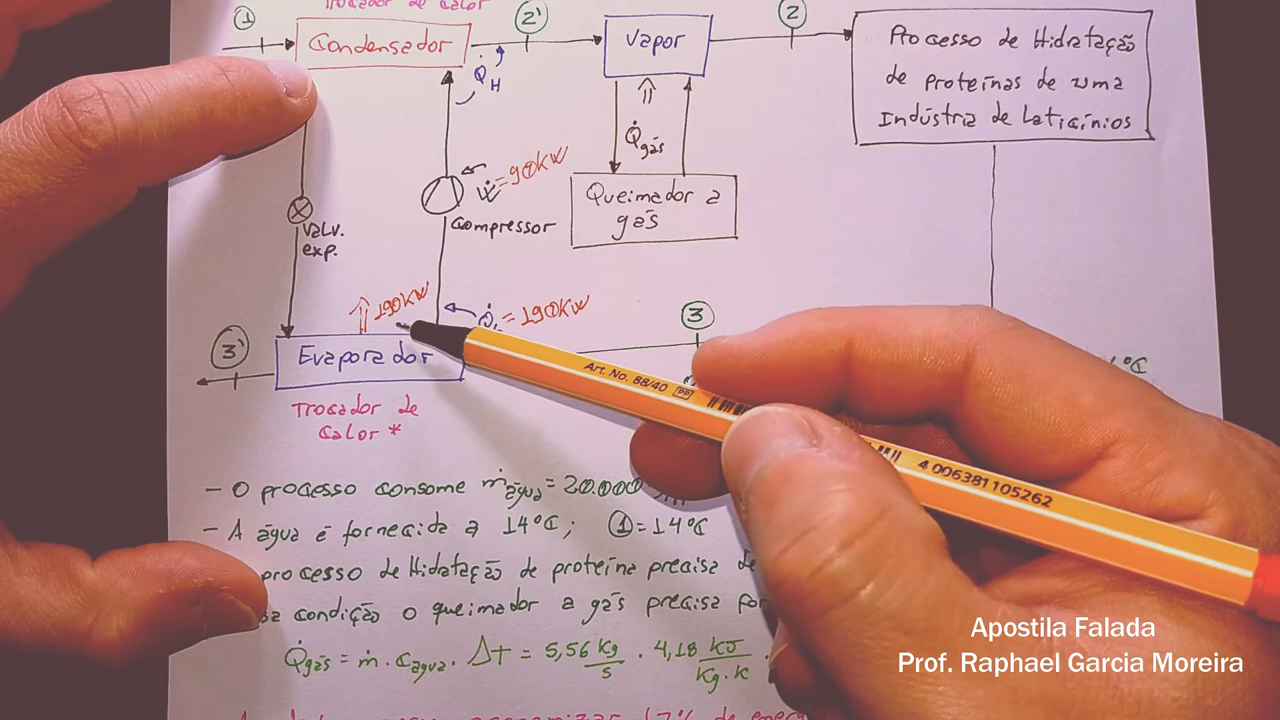 Trocador de Calor
①
Condensador
2'
Vapor
2
Processo de Hidratação
de proteínas de uma
Indústria de Laticínios
Q̇H
Q̇gás
Ẇ = 90kW
Compressor
Queimador a
gás
Valv.
exp.
190kW
= 190kW
3
3'
Evaporador
Trocador de
Calor *
°C
Art. No. 88/40
PP
4 006381 105262
- O processo consome ṁágua = 20.000
- A água é fornecida a 14°C; ① = 14°C
processo de Hidratação de proteína precisa de
condição o queimador a gás precisa
Q̇gás = ṁ . Cágua . Δt = 5,56 Kg/s . 4,18 KJ/Kg.K .
economizar 17% de
Apostila Falada
Prof. Raphael Garcia Moreira